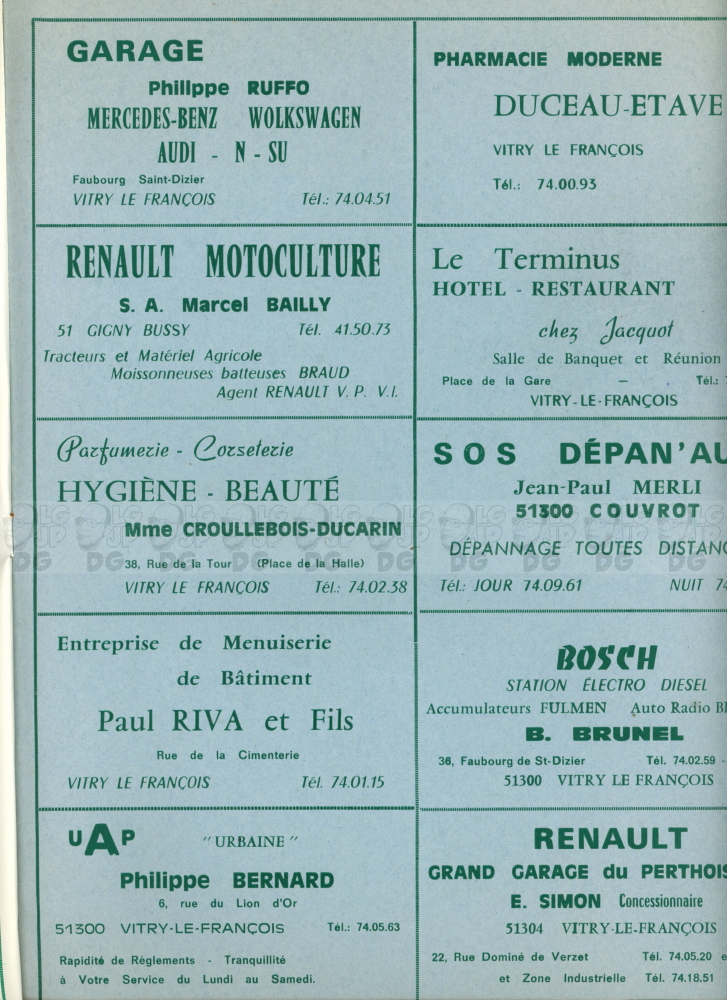 GARAGE
Philippe RUFFO
MERCEDES-BENZ WOLKSWAGEN
AUDI - N - SU
Faubourg Saint-Dizier
VITRY LE FRANÇOIS Tél.: 74.04.51
RENAULT MOTOCULTURE
S. A. Marcel BAILLY
51 GIGNY BUSSY Tél. 41.50.73
Tracteurs et Matériel Agricole
Moissonneuses batteuses BRAUD
Agent RENAULT V. P. V.I.
Parfumerie - Corseterie
HYGIÈNE - BEAUTÉ
Mme CROULLEBOIS-DUCARIN
38, Rue de la Tour (Place de la Halle)
VITRY LE FRANÇOIS Tél.: 74.02.38
Entreprise de Menuiserie
de Bâtiment
Paul RIVA et Fils
Rue de la Cimenterie
VITRY LE FRANÇOIS Tél. 74.01.15
UAP "URBAINE"
Philippe BERNARD
6, rue du Lion d'Or
51300 VITRY-LE-FRANÇOIS Tél.: 74.05.63
Rapidité de Règlements - Tranquillité
à Votre Service du Lundi au Samedi.
PHARMACIE MODERNE
DUCEAU-ETAVE
VITRY LE FRANÇOIS
Tél.: 74.00.93
Le Terminus
HOTEL - RESTAURANT
chez Jacquot
Salle de Banquet et Réunion
Place de la Gare — Tél.:
VITRY-LE-FRANÇOIS
SOS DÉPAN'AU
Jean-Paul MERLI
51300 COUVROT
DÉPANNAGE TOUTES DISTANC
Tél.: JOUR 74.09.61 NUIT 74
BOSCH
STATION ÉLECTRO DIESEL
Accumulateurs FULMEN Auto Radio Bl
B. BRUNEL
36, Faubourg de St-Dizier Tél. 74.02.59 -
51300 VITRY LE FRANÇOIS
RENAULT
GRAND GARAGE du PERTHOIS
E. SIMON Concessionnaire
51304 VITRY-LE-FRANÇOIS
22, Rue Dominé de Verzet Tél. 74.05.20 e
et Zone Industrielle Tél. 74.18.51